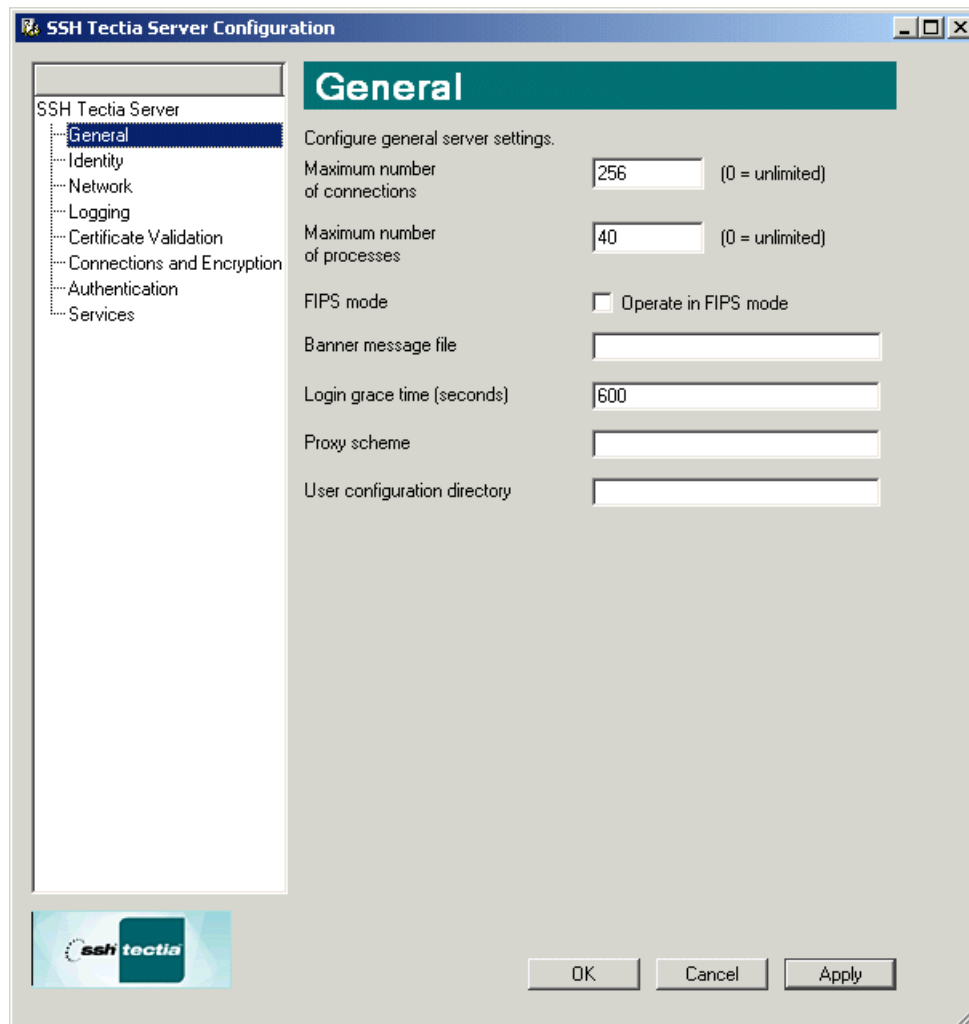 SSH Tectia Server Configuration
SSH Tectia Server
General
Identity
Network
Logging
Certificate Validation
Connections and Encryption
Authentication
Services
General
Configure general server settings.
Maximum number
of connections
256
(0 = unlimited)
Maximum number
of processes
40
(0 = unlimited)
FIPS mode
Operate in FIPS mode
Banner message file
Login grace time (seconds)
600
Proxy scheme
User configuration directory
ssh tectia
OK
Cancel
Apply